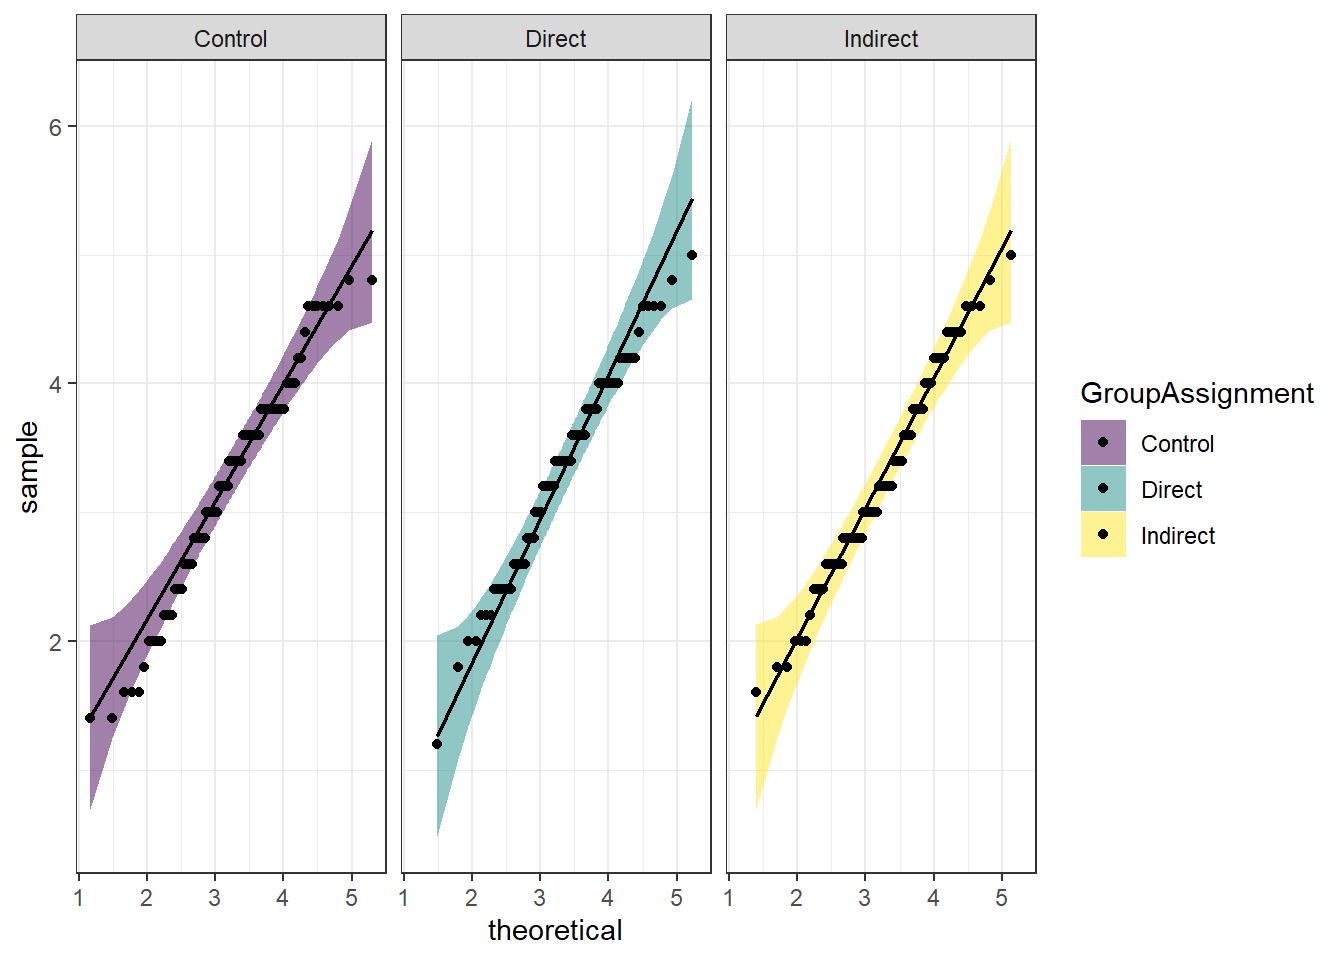 Control Direct Indirect
6
4
2
sample
1 2 3 4 5 1 2 3 4 5 1 2 3 4 5
theoretical
GroupAssignment
Control
Direct
Indirect